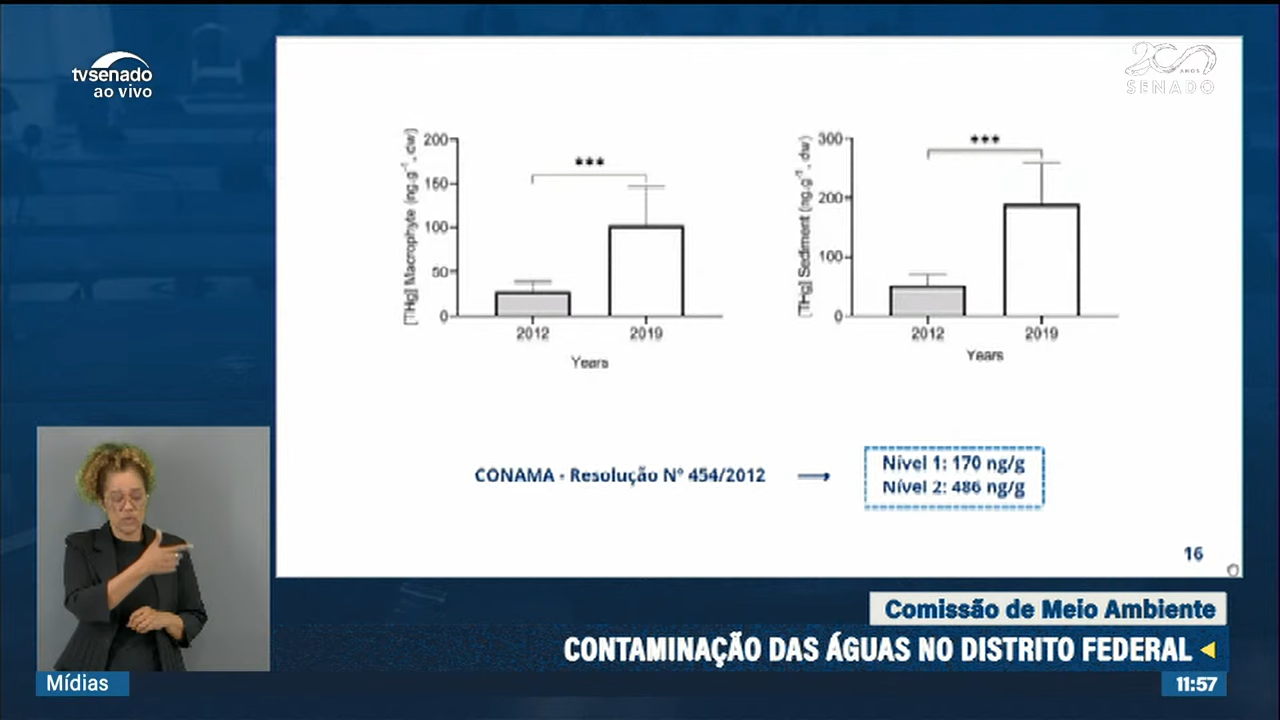 tvsenado
ao vivo
200
ANOS
SENADO
[THg] Macrophyte (ng.g⁻¹, dw)
200
150
100
50
0
***
2012
2019
Years
[THg] Sediment (ng.g⁻¹, dw)
300
200
100
0
***
2012
2019
Years
CONAMA - Resolução Nº 454/2012
Nível 1: 170 ng/g
Nível 2: 486 ng/g
16
Comissão de Meio Ambiente
CONTAMINAÇÃO DAS ÁGUAS NO DISTRITO FEDERAL
Mídias
11:57